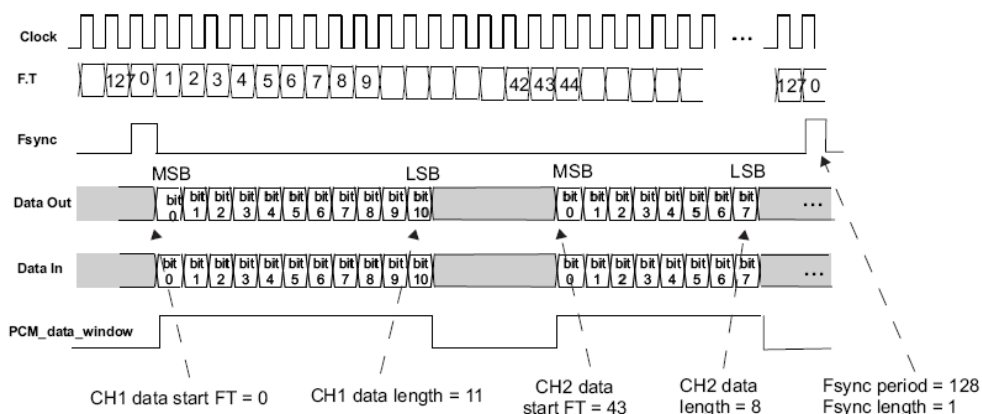 Clock ...
F.T 127 0 1 2 3 4 5 6 7 8 9 42 43 44 127 0
Fsync
MSB LSB MSB LSB
Data Out bit 0 bit 1 bit 2 bit 3 bit 4 bit 5 bit 6 bit 7 bit 8 bit 9 bit 10 bit 0 bit 1 bit 2 bit 3 bit 4 bit 5 bit 6 bit 7 ...
Data In bit 0 bit 1 bit 2 bit 3 bit 4 bit 5 bit 6 bit 7 bit 8 bit 9 bit 10 bit 0 bit 1 bit 2 bit 3 bit 4 bit 5 bit 6 bit 7 ...
PCM_data_window
CH1 data start FT = 0
CH1 data length = 11
CH2 data
start FT = 43
CH2 data
length = 8
Fsync period = 128
Fsync length = 1